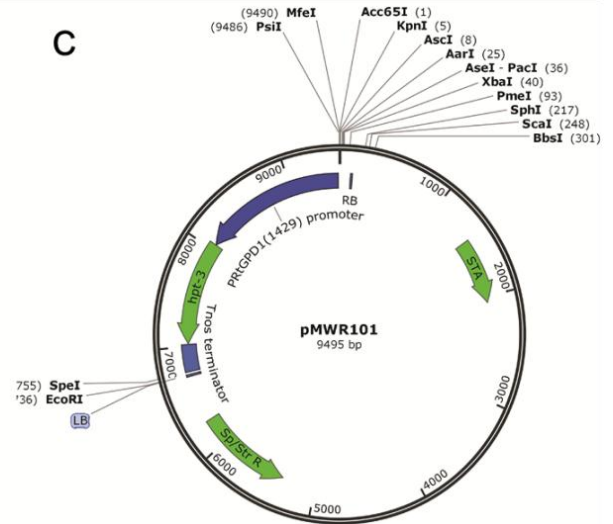 C
(9490) MfeI
(9486) PsiI
Acc65I (1)
KpnI (5)
AscI (8)
AarI (25)
AseI - PacI (36)
XbaI (40)
PmeI (93)
SphI (217)
ScaI (248)
BbsI (301)
9000
1000
RB
PRtGPD1(1429) promoter
8000
STA
2000
hpt-3
Tnos terminator
pMWR101
9495 bp
7000
755) SpeI
'36) EcoRI
LB
3000
Sp/Str R
6000
4000
5000